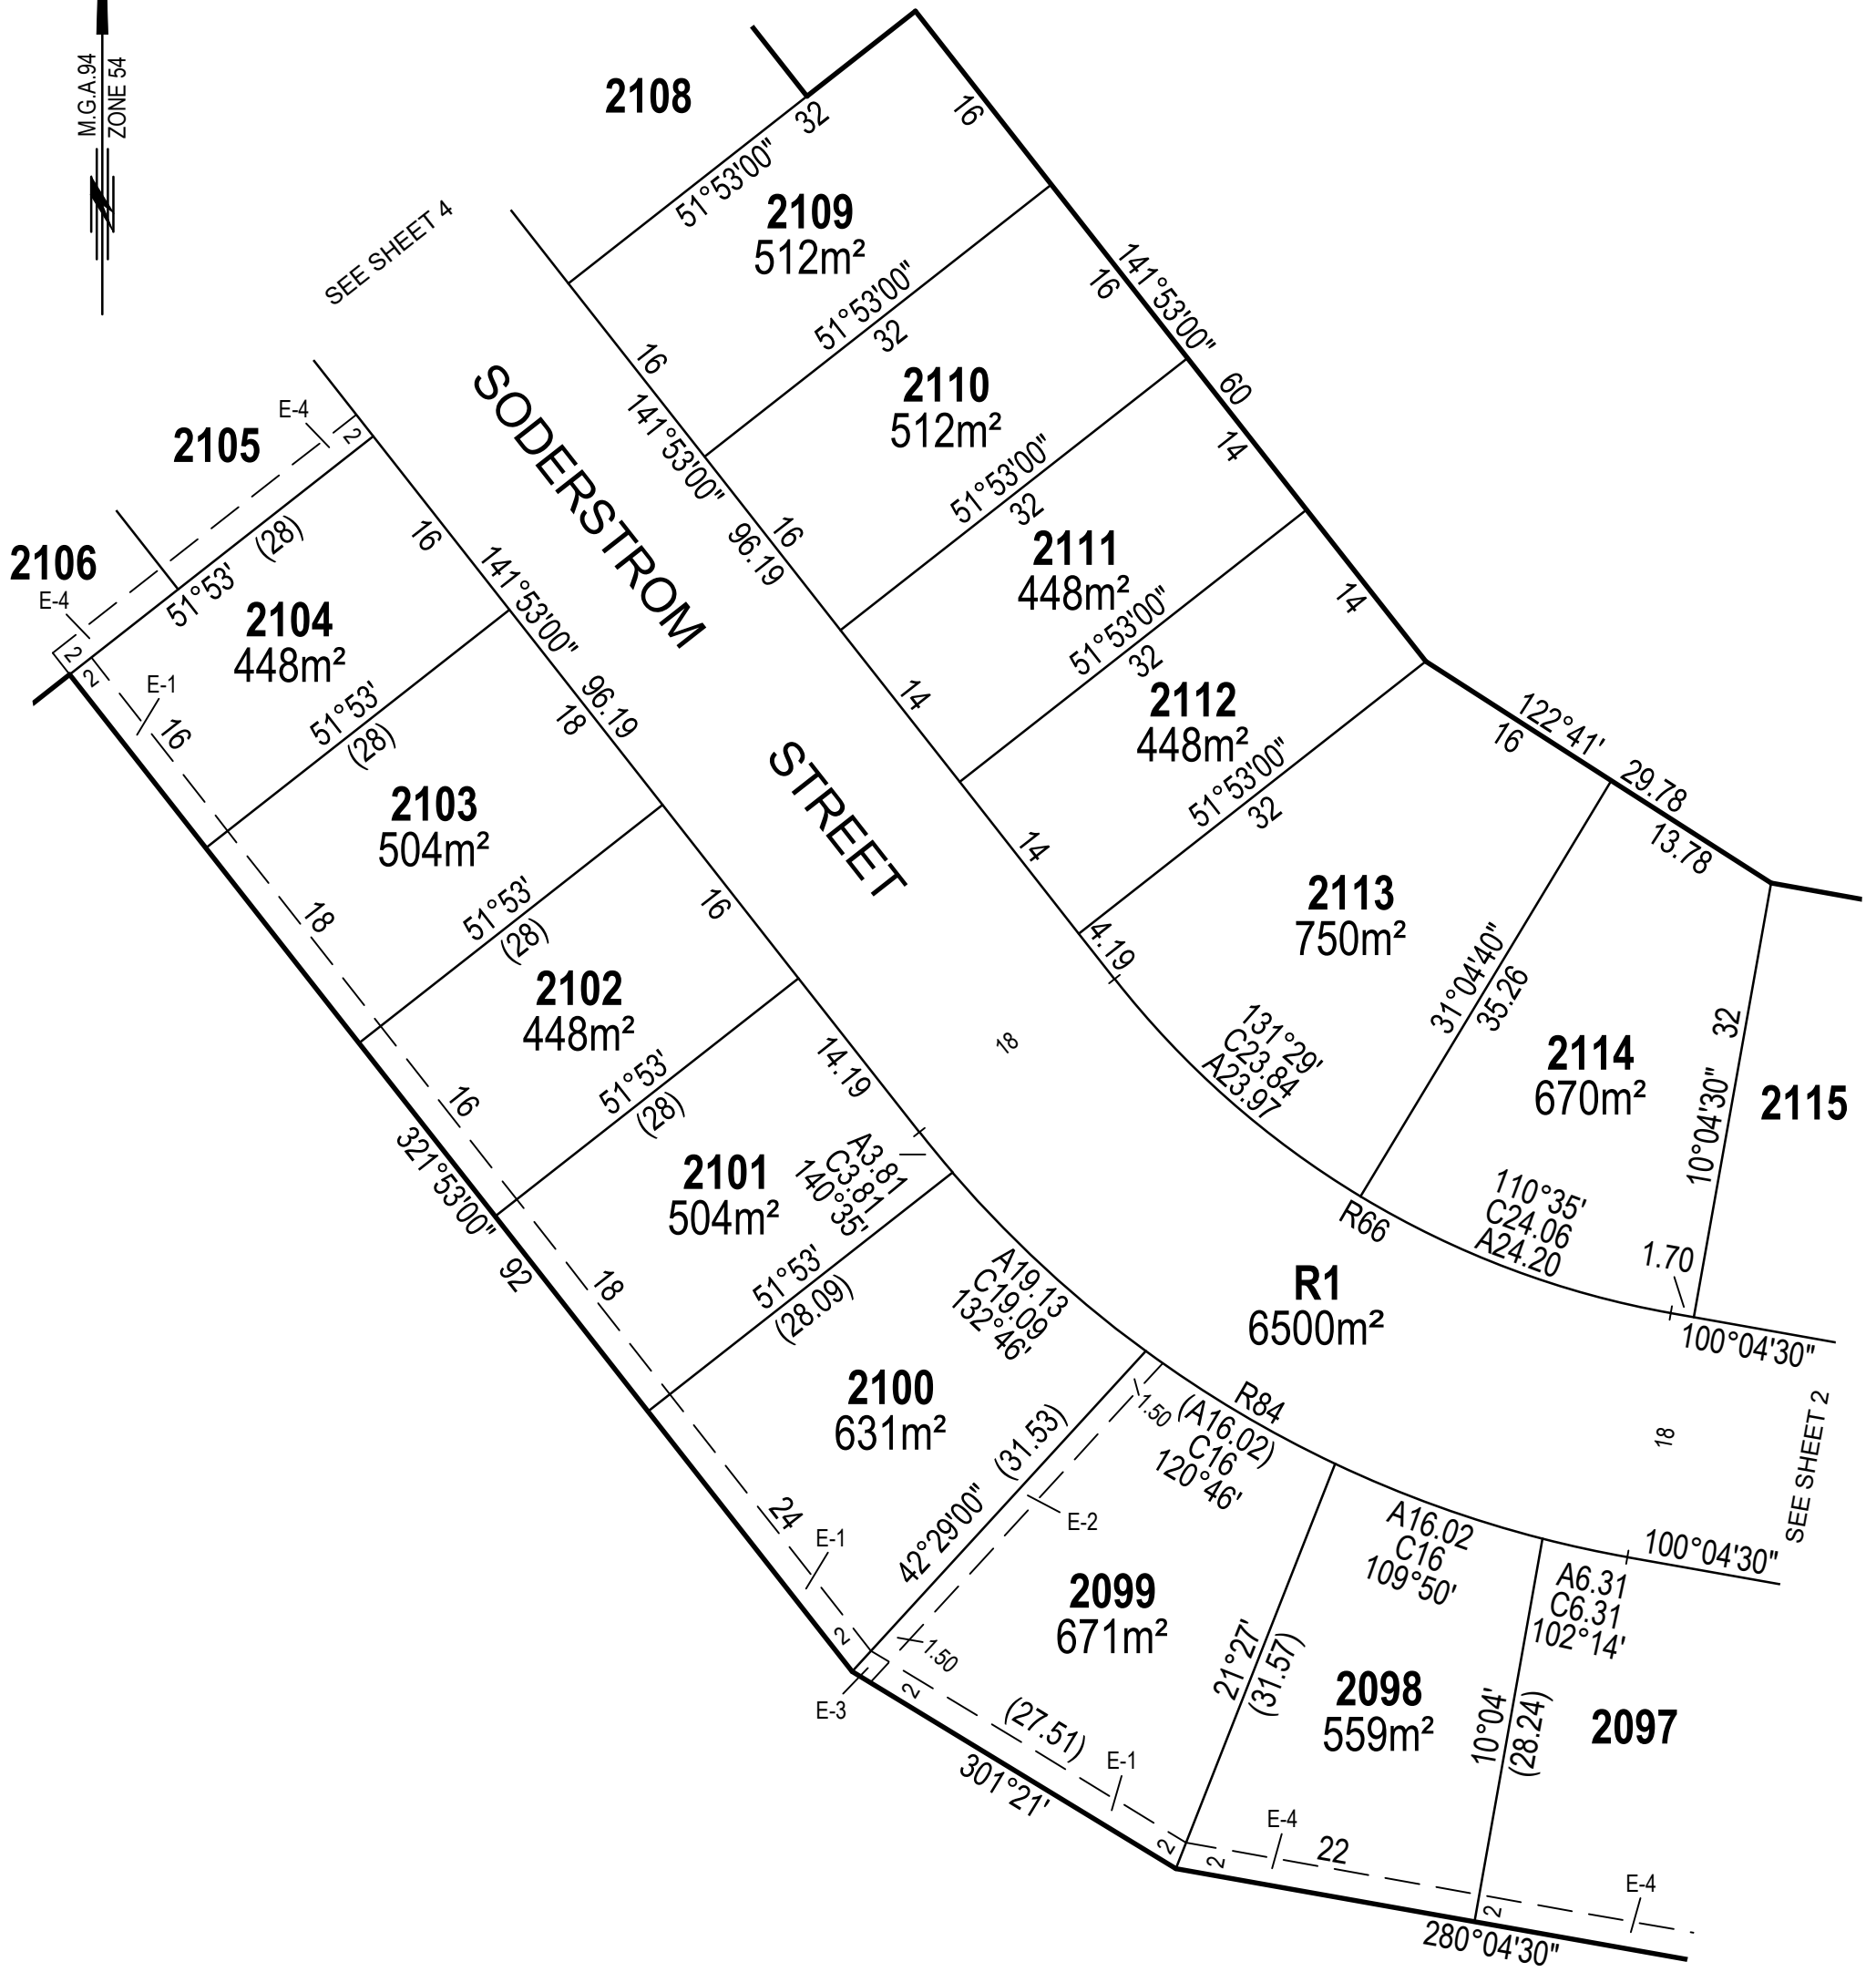 M.G.A.94
ZONE 54
SEE SHEET 4
2108
32
51°53'00"
16
2109
512m²
51°53'00"
32
16
141°53'00"
16
60
2110
512m²
16
141°53'00"
96.19
51°53'00"
32
14
2111
448m²
14
51°53'00"
32
14
2112
448m²
14
51°53'00"
32
122°41'
29.78
16
13.78
SODERSTROM
STREET
2105
E-4
2
2106
E-4
2
2
51°53'
(28)
16
2104
448m²
E-1
16
141°53'00"
96.19
51°53'
(28)
18
2103
504m²
18
51°53'
(28)
16
2102
448m²
16
51°53'
(28)
14.19
321°53'00"
92
2101
504m²
A3.81
C3.81
140°35'
18
51°53'
(28.09)
4.19
2113
750m²
131°29'
C23.84
A23.97
31°04'40"
35.26
18
R66
2114
670m²
110°35'
C24.06
A24.20
32
10°04'30"
2115
1.70
100°04'30"
R1
6500m²
A19.13
C19.09
132°46'
2100
631m²
24
E-1
2
42°29'00"
(31.53)
R84
1.50
(A16.02)
C16
120°46'
E-2
2099
671m²
1.50
E-3
2
(27.51)
E-1
301°21'
2
A16.02
C16
109°50'
21°27'
(31.57)
2098
559m²
18
SEE SHEET 2
100°04'30"
A6.31
C6.31
102°14'
10°04'
(28.24)
2097
E-4
22
2
E-4
2
280°04'30"